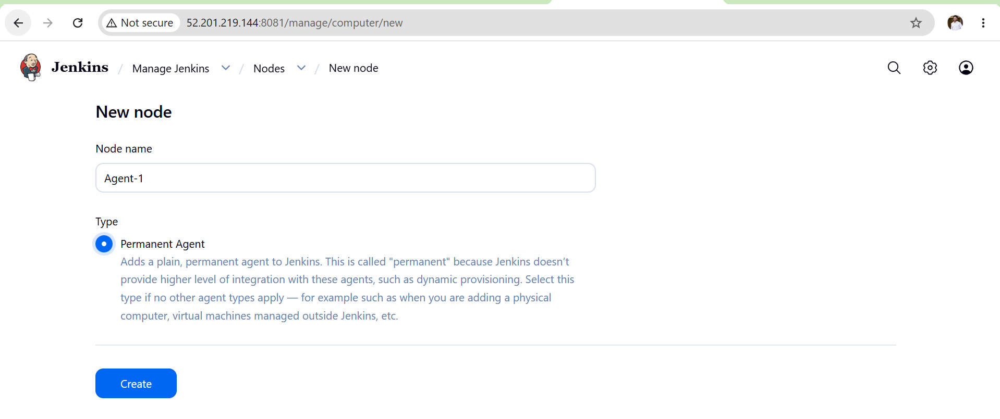 Not secure 52.201.219.144:8081/manage/computer/new
Jenkins / Manage Jenkins / Nodes / New node
New node
Node name
Agent-1
Type
Permanent Agent
Adds a plain, permanent agent to Jenkins. This is called "permanent" because Jenkins doesn’t
provide higher level of integration with these agents, such as dynamic provisioning. Select this
type if no other agent types apply — for example such as when you are adding a physical
computer, virtual machines managed outside Jenkins, etc.
Create